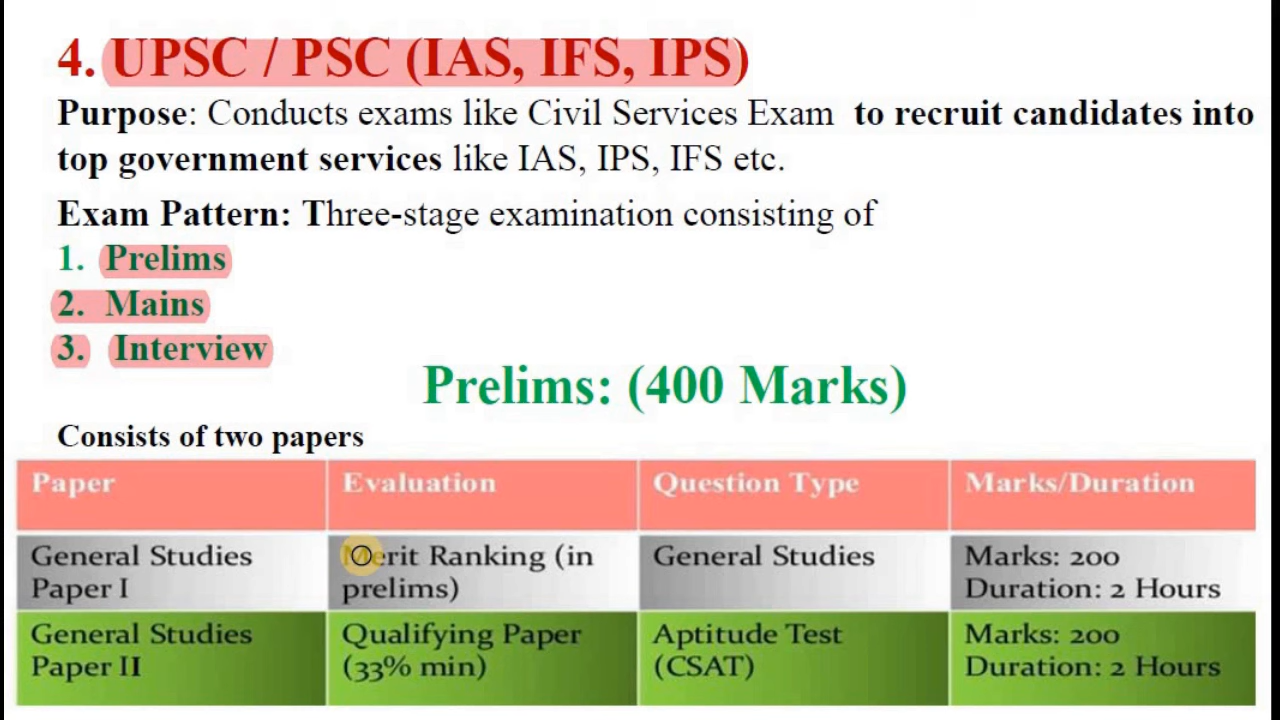 4. UPSC / PSC (IAS, IFS, IPS)
Purpose: Conducts exams like Civil Services Exam to recruit candidates into
top government services like IAS, IPS, IFS etc.
Exam Pattern: Three-stage examination consisting of
1. Prelims
2. Mains
3. Interview
Prelims: (400 Marks)
Consists of two papers
Paper Evaluation Question Type Marks/Duration
General Studies Merit Ranking (in General Studies Marks: 200
Paper I prelims) Duration: 2 Hours
General Studies Qualifying Paper Aptitude Test Marks: 200
Paper II (33% min) (CSAT) Duration: 2 Hours